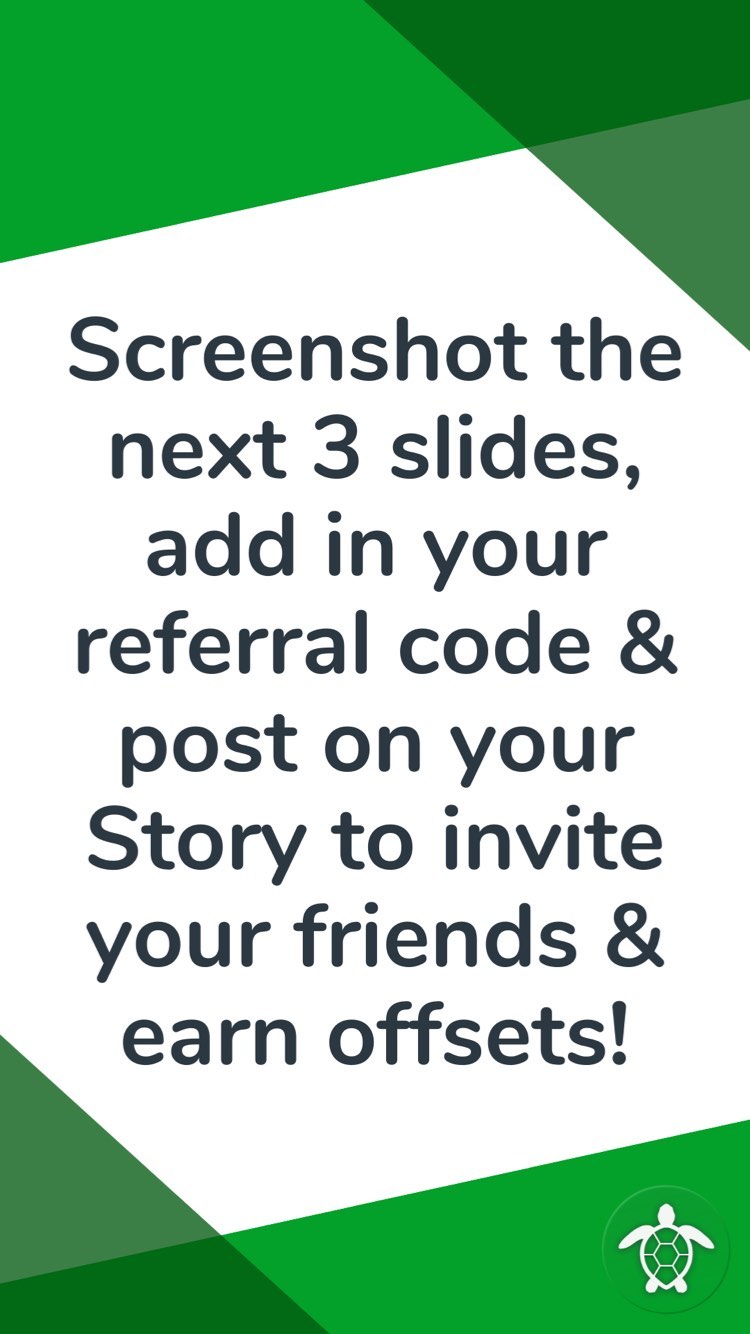 Screenshot the
next 3 slides,
add in your
referral code &
post on your
Story to invite
your friends &
earn offsets!